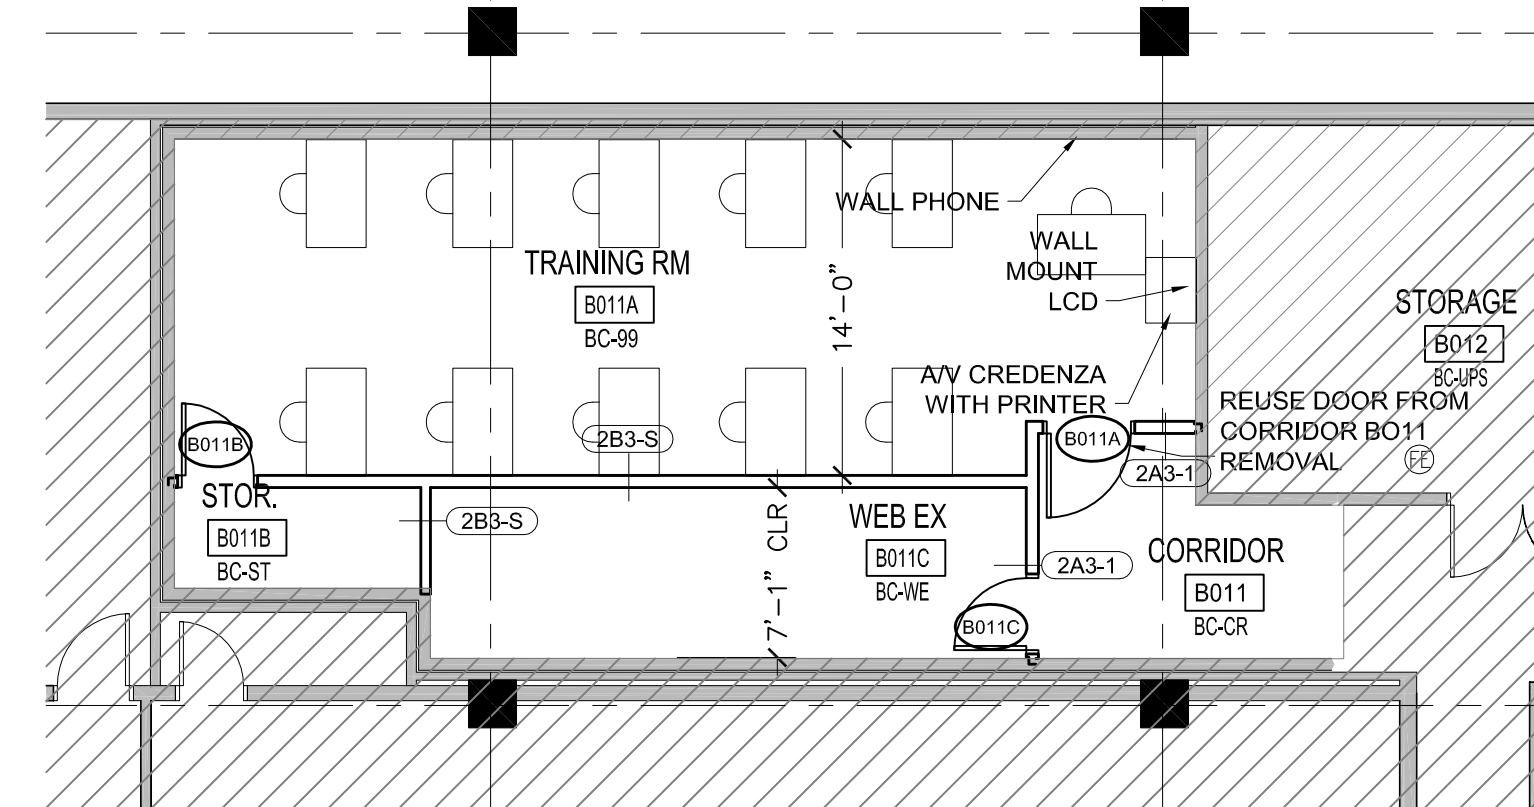 WALL PHONE
WALL
MOUNT
LCD
TRAINING RM
B011A
BC-99
14'-0"
STORAGE
B012
BC-UPS
A/V CREDENZA
WITH PRINTER
REUSE DOOR FROM
CORRIDOR BO11
REMOVAL
FE
B011B
2B3-S
B011A
2A3-1
STOR.
B011B
BC-ST
2B3-S
7'-1" CLR
WEB EX
B011C
BC-WE
2A3-1
CORRIDOR
B011
BC-CR
B011C